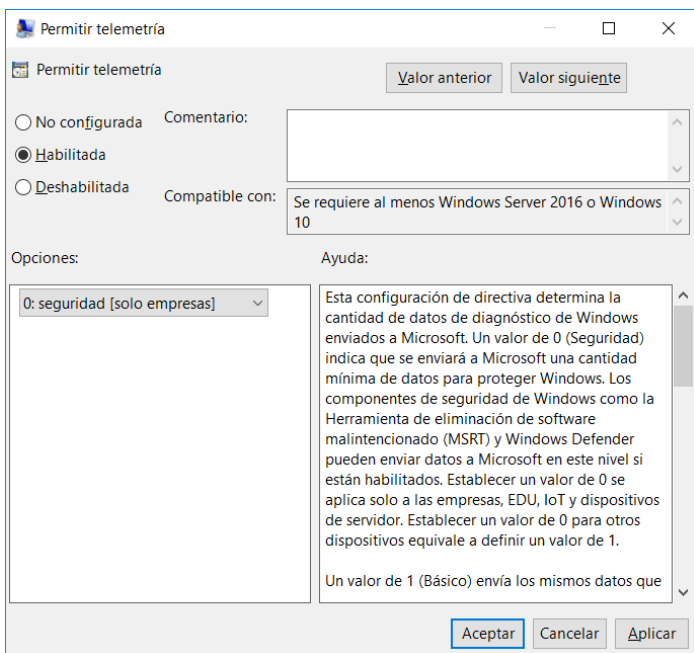 Permitir telemetría
Permitir telemetría
Valor anterior
Valor siguiente
No configurada
Habilitada
Deshabilitada
Comentario:
Compatible con:
Se requiere al menos Windows Server 2016 o Windows
10
Opciones:
Ayuda:
0: seguridad [solo empresas]
Esta configuración de directiva determina la
cantidad de datos de diagnóstico de Windows
enviados a Microsoft. Un valor de 0 (Seguridad)
indica que se enviará a Microsoft una cantidad
mínima de datos para proteger Windows. Los
componentes de seguridad de Windows como la
Herramienta de eliminación de software
malintencionado (MSRT) y Windows Defender
pueden enviar datos a Microsoft en este nivel si
están habilitados. Establecer un valor de 0 se
aplica solo a las empresas, EDU, IoT y dispositivos
de servidor. Establecer un valor de 0 para otros
dispositivos equivale a definir un valor de 1.
Un valor de 1 (Básico) envía los mismos datos que
Aceptar
Cancelar
Aplicar